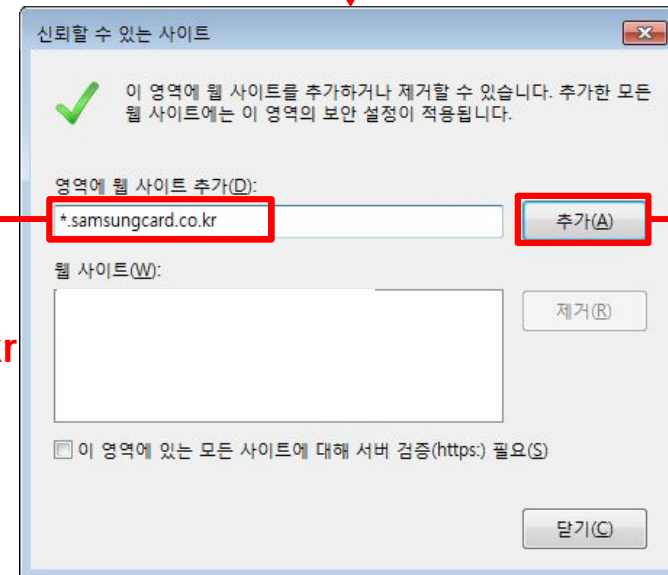 신뢰할 수 있는 사이트
이 영역에 웹 사이트를 추가하거나 제거할 수 있습니다. 추가한 모든
웹 사이트에는 이 영역의 보안 설정이 적용됩니다.
영역에 웹 사이트 추가(D):
*.samsungcard.co.kr
추가(A)
웹 사이트(W):
제거(R)
이 영역에 있는 모든 사이트에 대해 서버 검증(https:) 필요(S)
닫기(C)